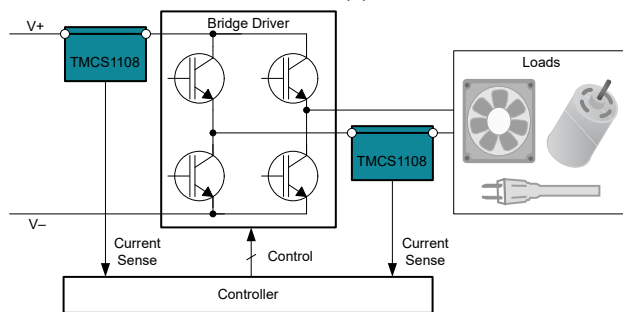 V+
Bridge Driver
TMCS1108
Loads
TMCS1108
V–
Current
Sense
Control
Current
Sense
Controller